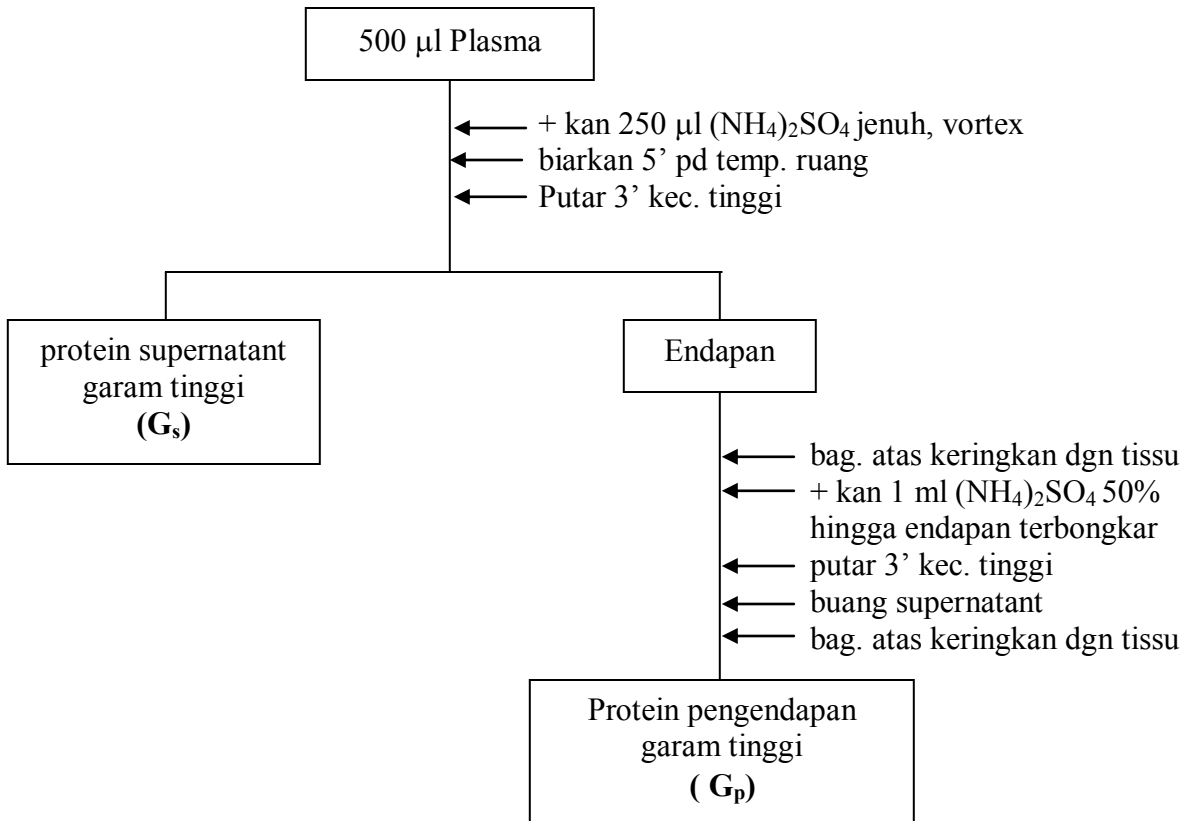 500 µl Plasma
+ kan 250 µl (NH₄)₂SO₄ jenuh, vortex
biarkan 5’ pd temp. ruang
Putar 3’ kec. tinggi
protein supernatant
garam tinggi
(Gₛ)
Endapan
bag. atas keringkan dgn tissu
+ kan 1 ml (NH₄)₂SO₄ 50%
hingga endapan terbongkar
putar 3’ kec. tinggi
buang supernatant
bag. atas keringkan dgn tissu
Protein pengendapan
garam tinggi
( Gₚ)